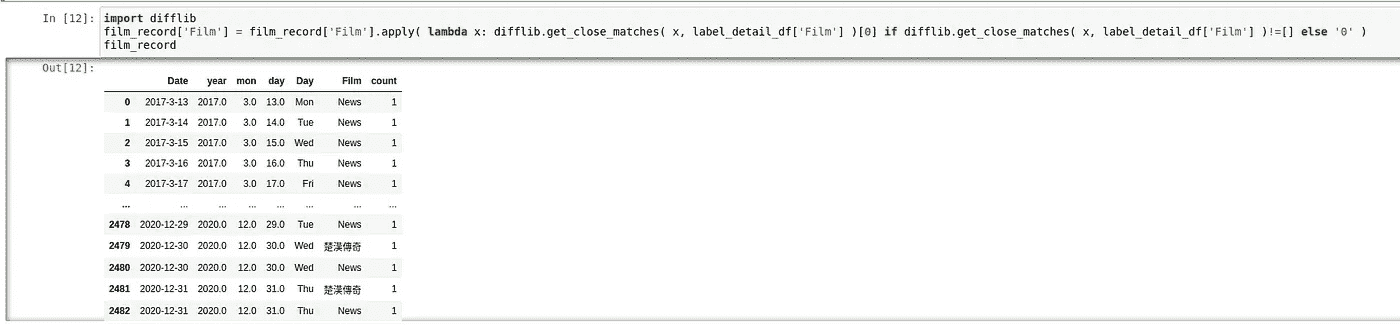 In [12]: import difflib
film_record['Film'] = film_record['Film'].apply( lambda x: difflib.get_close_matches( x, label_detail_df['Film'] )[0] if difflib.get_close_matches( x, label_detail_df['Film'] )!=[] else '0' )
film_record
Out[12]:
Date year mon day Day Film count
0 2017-3-13 2017.0 3.0 13.0 Mon News 1
1 2017-3-14 2017.0 3.0 14.0 Tue News 1
2 2017-3-15 2017.0 3.0 15.0 Wed News 1
3 2017-3-16 2017.0 3.0 16.0 Thu News 1
4 2017-3-17 2017.0 3.0 17.0 Fri News 1
... ... ... ... ... ... ... ...
2478 2020-12-29 2020.0 12.0 29.0 Tue News 1
2479 2020-12-30 2020.0 12.0 30.0 Wed 楚漢傳奇 1
2480 2020-12-30 2020.0 12.0 30.0 Wed News 1
2481 2020-12-31 2020.0 12.0 31.0 Thu 楚漢傳奇 1
2482 2020-12-31 2020.0 12.0 31.0 Thu News 1